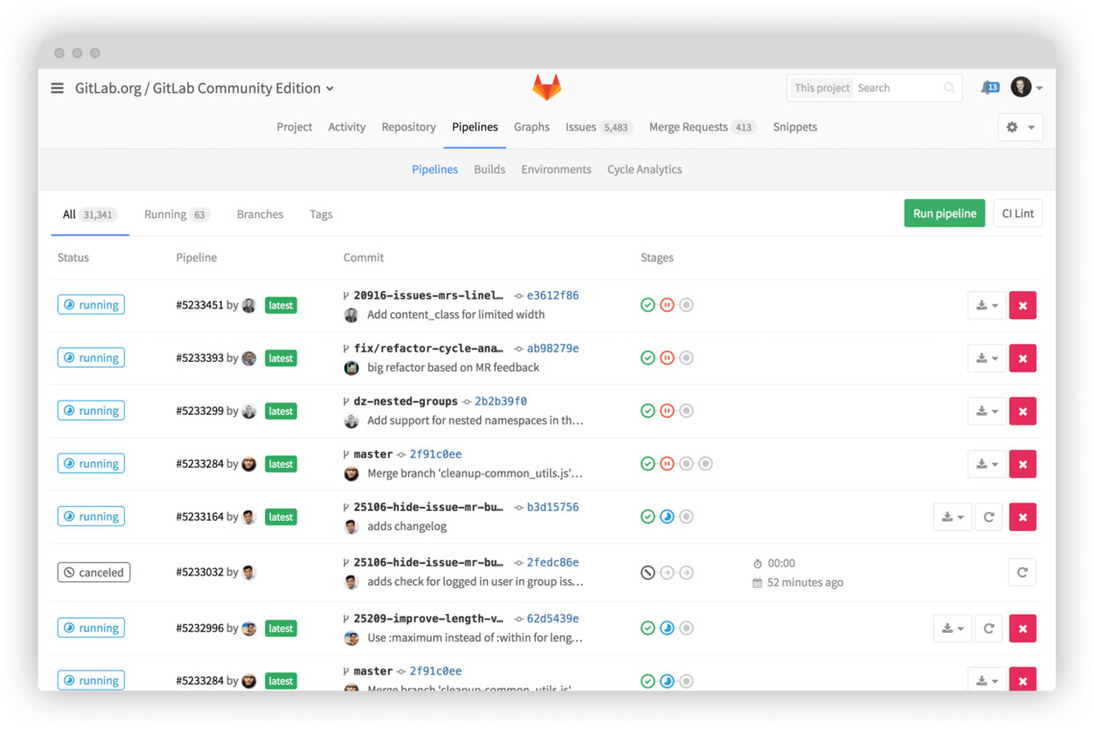 GitLab.org / GitLab Community Edition
This project Search
13
Project Activity Repository Pipelines Graphs Issues 5,483 Merge Requests 413 Snippets
Pipelines Builds Environments Cycle Analytics
All 31,341 Running 63 Branches Tags Run pipeline CI Lint
Status Pipeline Commit Stages
20916-issues-mrs-linel… e3612f86
running #5233451 by latest
Add content_class for limited width
fix/refactor-cycle-ana… ab98279e
running #5233393 by latest
big refactor based on MR feedback
dz-nested-groups 2b2b39f0
running #5233299 by latest
Add support for nested namespaces in th…
master 2f91c0ee
running #5233284 by latest
Merge branch 'cleanup-common_utils.js'…
25106-hide-issue-mr-bu… b3d15756
running #5233164 by latest
adds changelog
25106-hide-issue-mr-bu… 2fedc86e 00:00
canceled #5233032 by
adds check for logged in user in group iss… 52 minutes ago
25209-improve-length-v… 62d5439e
running #5232996 by latest
Use :maximum instead of :within for leng…
master 2f91c0ee
running #5233284 by latest
Merge branch 'cleanup-common_utils.js'